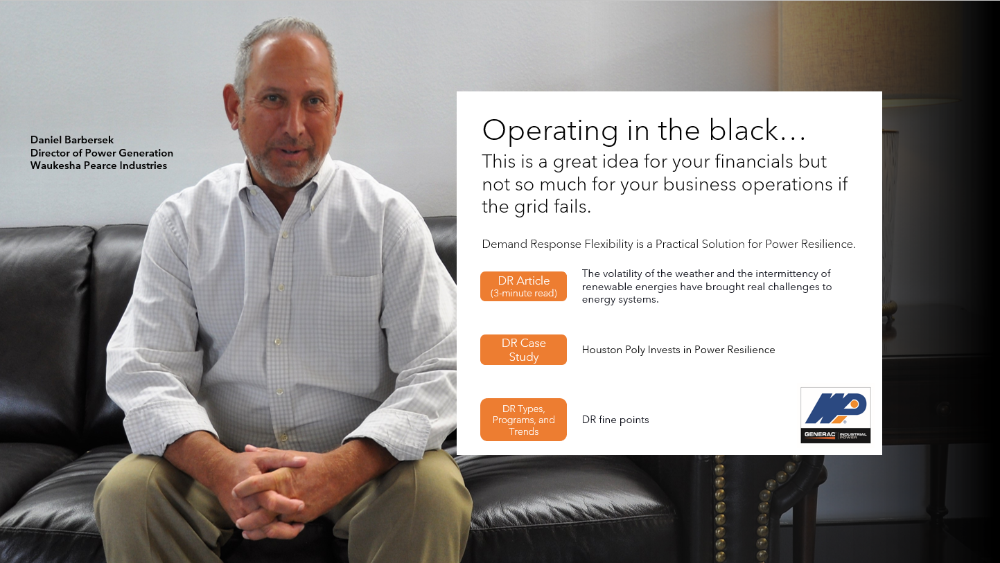 Daniel Barbersek
Director of Power Generation
Waukesha Pearce Industries
Operating in the black...
This is a great idea for your financials but
not so much for your business operations if
the grid fails.
Demand Response Flexibility is a Practical Solution for Power Resilience.
DR Article
(3-minute read)
The volatility of the weather and the intermittency of
renewable energies have brought real challenges to
energy systems.
DR Case
Study
Houston Poly Invests in Power Resilience
DR Types,
Programs, and
Trends
DR fine points
WP
®
GENERAC | INDUSTRIAL
POWER